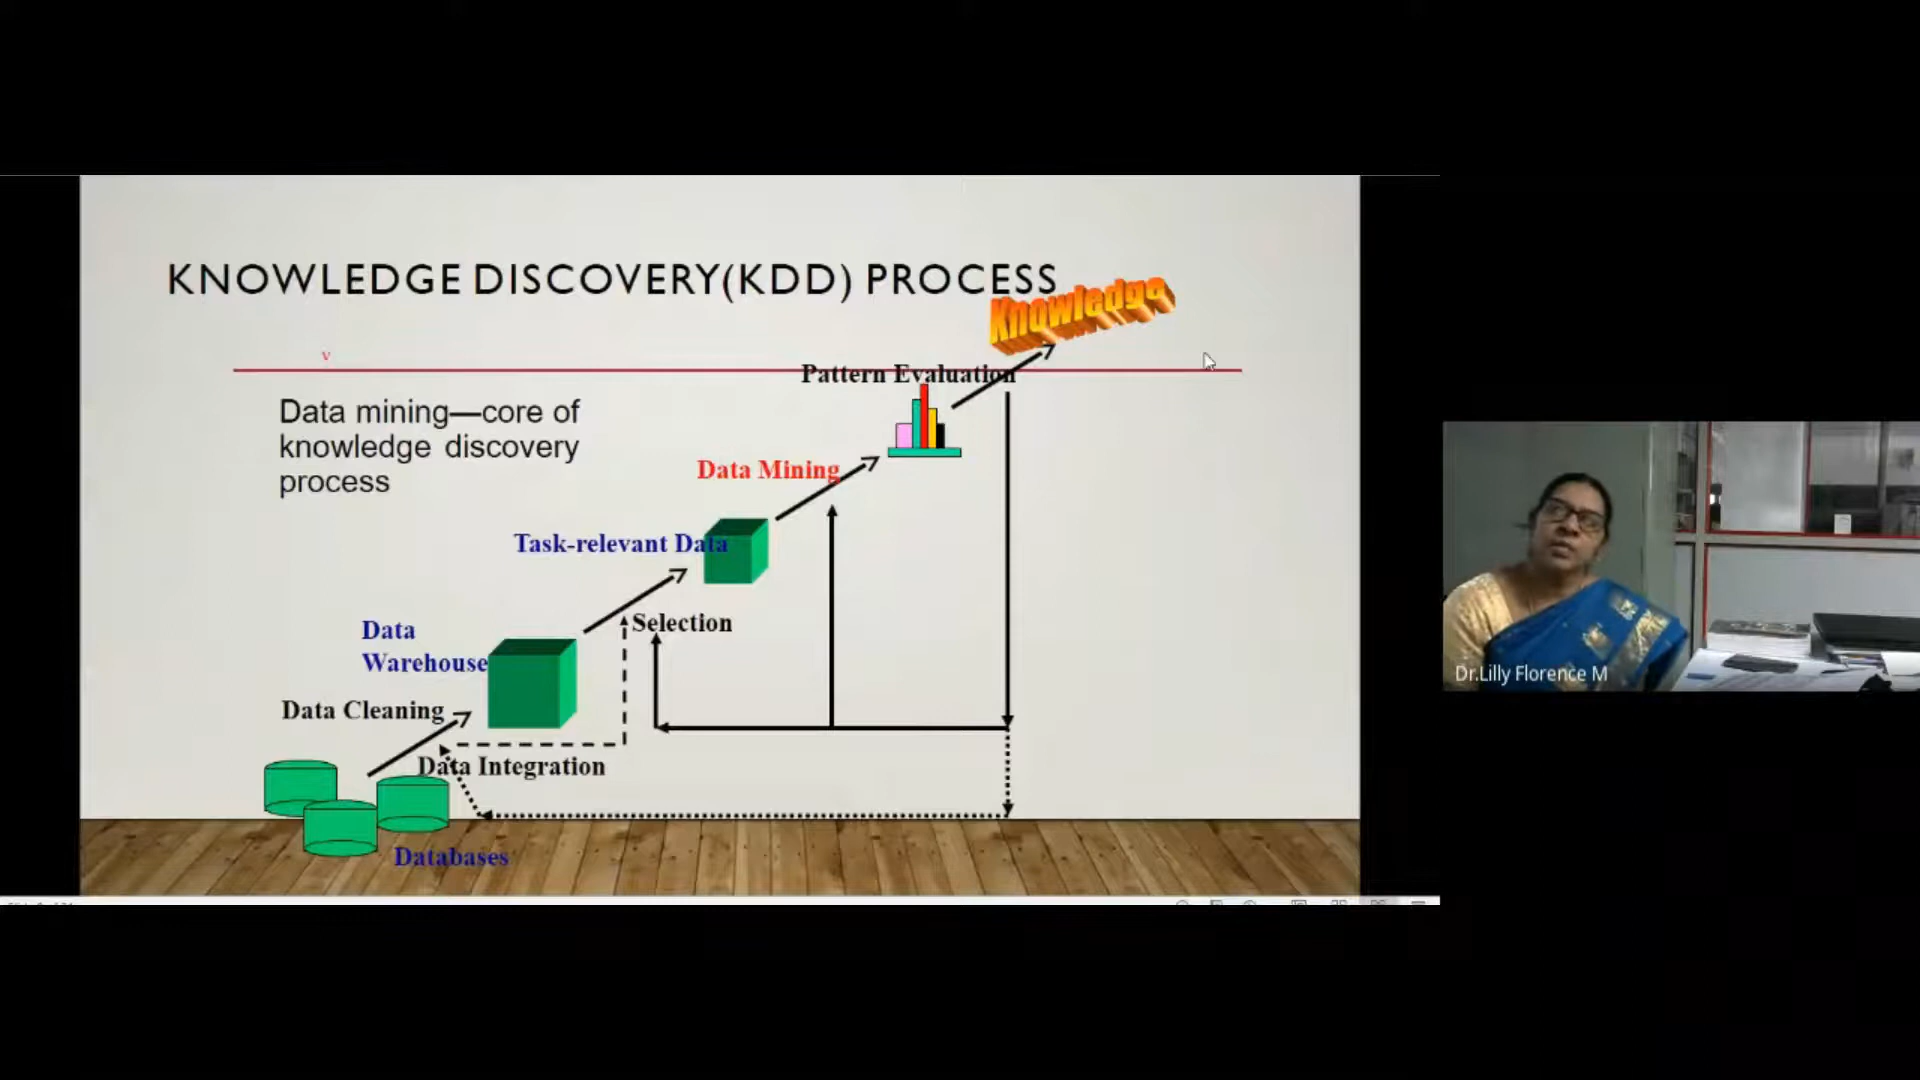 KNOWLEDGE DISCOVERY(KDD) PROCESS
Knowledge
v
Pattern Evaluation
Data mining—core of
knowledge discovery
process
Data Mining
Task-relevant Data
Selection
Data
Warehouse
Data Cleaning
Data Integration
Databases
Dr.Lilly Florence M